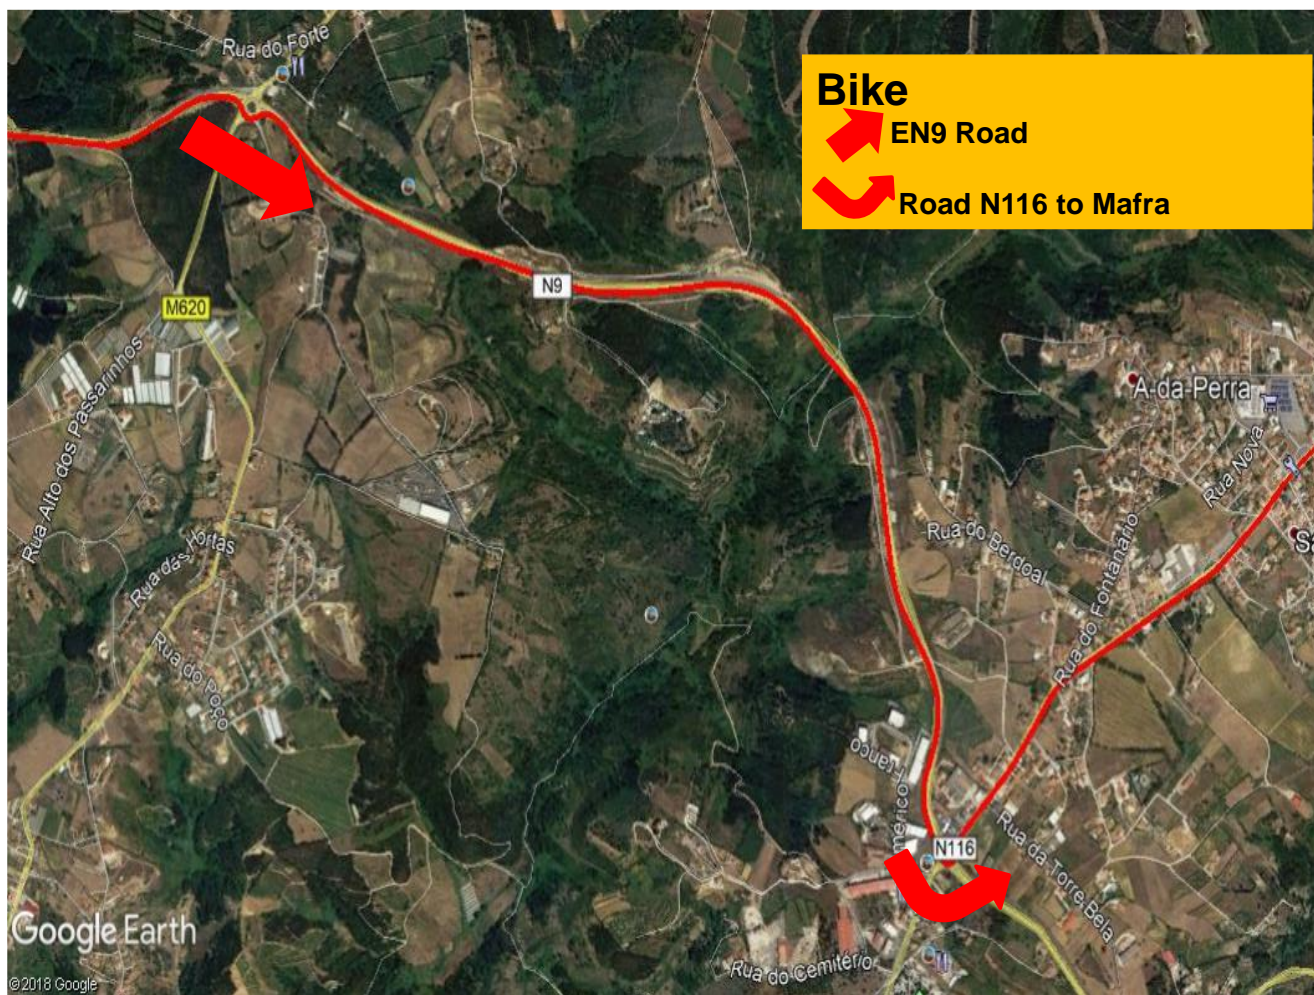 Rua do Forte
Bike
EN9 Road
Road N116 to Mafra
N9
M620
A-da-Perra
Rua Alto dos Passarinhos
Rua Nova
Rua das Hortas
Rua do Berdoal
Rua do Fontanário
Rua do Poço
Franco
N116
Rua da Torre Bela
Google Earth
Rua do Cemitério
©2018 Google